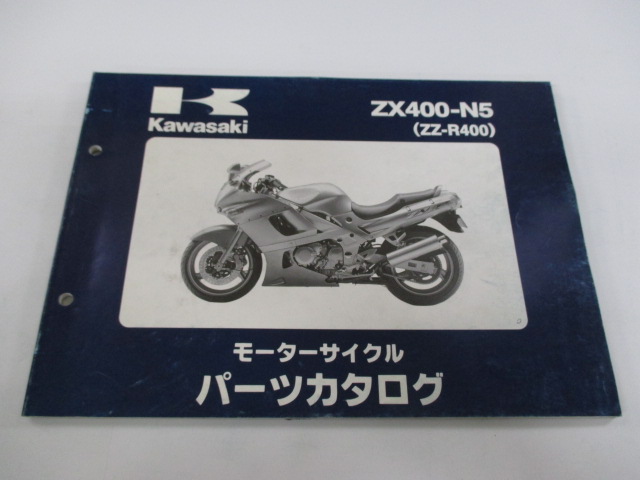 Kawasaki
ZX400-N5
(ZZ-R400)
モーターサイクル
パーツカタログ